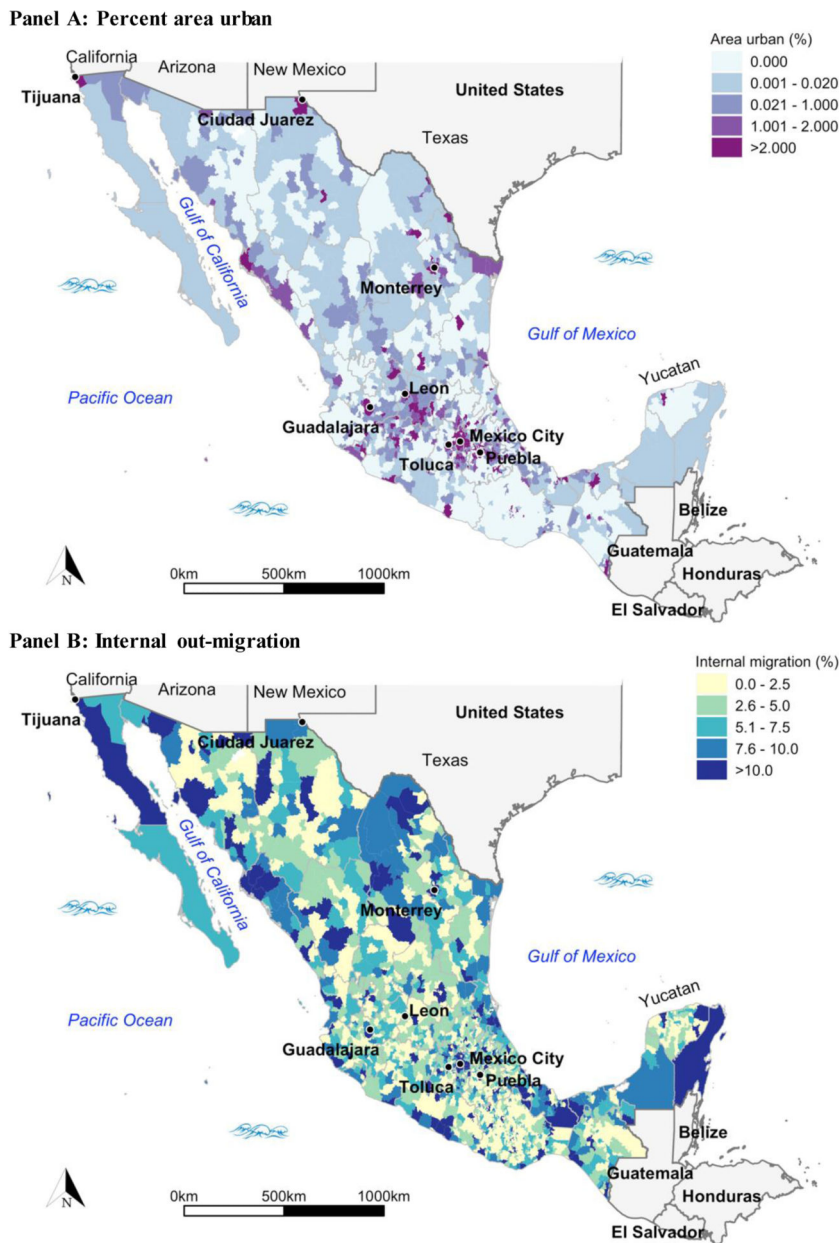 Panel A: Percent area urban
California
Arizona
New Mexico
Area urban (%)
0.000
0.001 - 0.020
0.021 - 1.000
1.001 - 2.000
>2.000
United States
Tijuana
Ciudad Juarez
Texas
Gulf of California
Monterrey
Gulf of Mexico
Pacific Ocean
Leon
Yucatan
Guadalajara
Mexico City
Toluca
Puebla
Belize
Guatemala
Honduras
El Salvador
N
0km 500km 1000km
Panel B: Internal out-migration
California
Arizona
New Mexico
Internal migration (%)
0.0 - 2.5
2.6 - 5.0
5.1 - 7.5
7.6 - 10.0
>10.0
United States
Tijuana
Ciudad Juarez
Texas
Gulf of California
Monterrey
Gulf of Mexico
Pacific Ocean
Leon
Yucatan
Guadalajara
Mexico City
Toluca
Puebla
Belize
Guatemala
Honduras
El Salvador
N
0km 500km 1000km